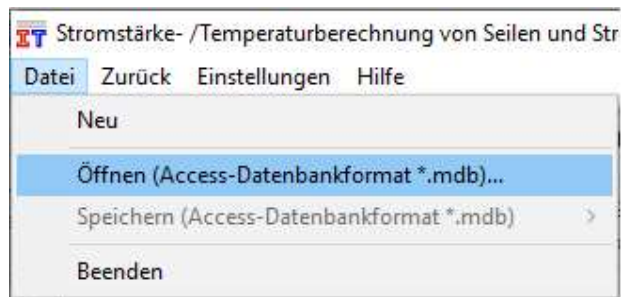 IT Stromstärke- /Temperaturberechnung von Seilen und Str
Datei Zurück Einstellungen Hilfe
Neu
Öffnen (Access-Datenbankformat *.mdb)...
Speichern (Access-Datenbankformat *.mdb)
Beenden